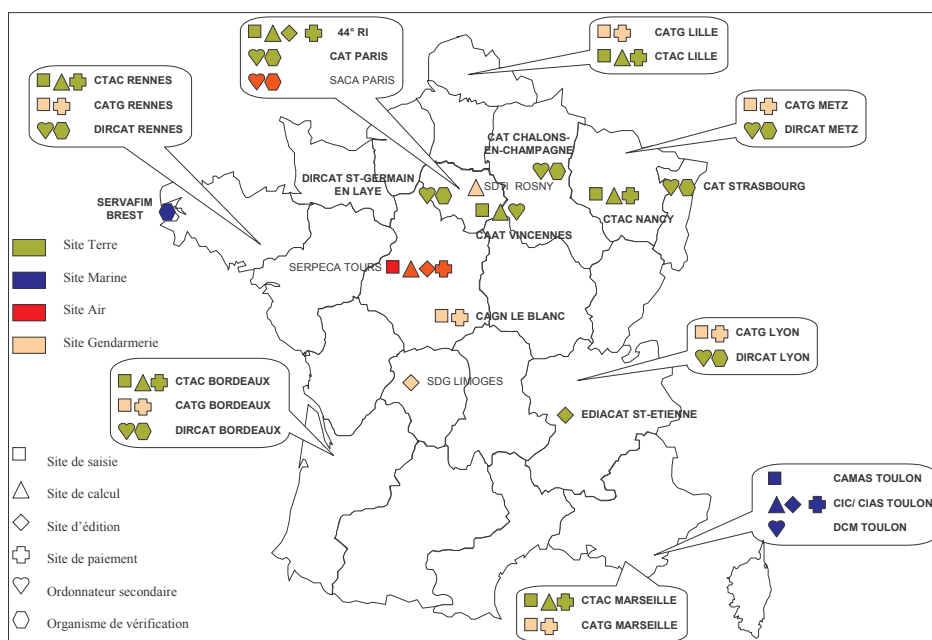 44° RI
CAT PARIS
SACA PARIS
CATG LILLE
CTAC LILLE
CTAC RENNES
CATG RENNES
DIRCAT RENNES
CATG METZ
DIRCAT METZ
CAT CHALONS-
EN-CHAMPAGNE
DIRCAT ST-GERMAIN
EN LAYE
SDTI ROSNY
CAT STRASBOURG
SERVAFIM
BREST
CTAC NANCY
CAAT VINCENNES
Site Terre
Site Marine
Site Air
Site Gendarmerie
SERPECA TOURS
CAGN LE BLANC
CATG LYON
DIRCAT LYON
CTAC BORDEAUX
CATG BORDEAUX
DIRCAT BORDEAUX
SDG LIMOGES
EDIACAT ST-ETIENNE
Site de saisie
Site de calcul
Site d'édition
Site de paiement
Ordonnateur secondaire
Organisme de vérification
CAMAS TOULON
CIC/ CIAS TOULON
DCM TOULON
CTAC MARSEILLE
CATG MARSEILLE